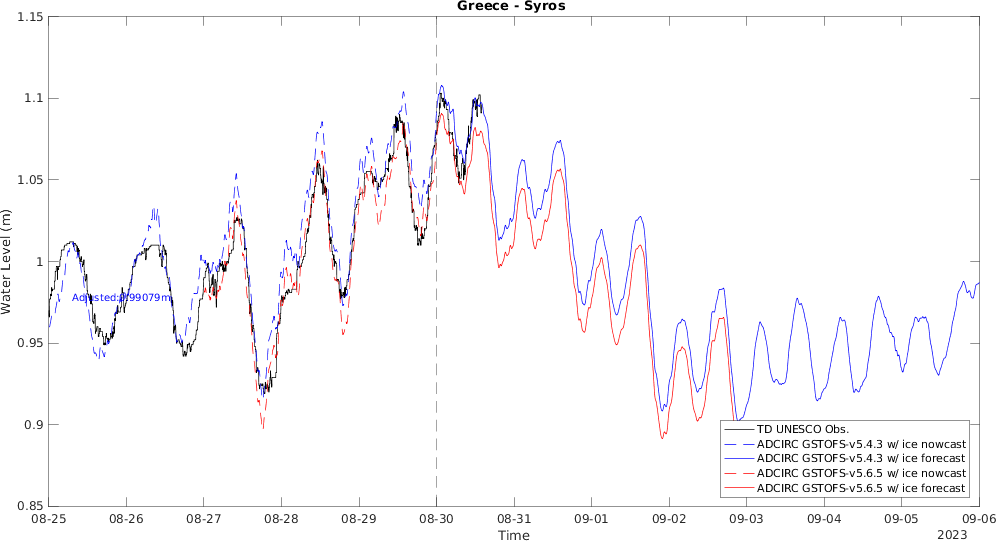 Greece - Syros
1.15
1.1
1.05
1
0.95
0.9
0.85
Water Level (m)
Adjusted:0.99079m
TD UNESCO Obs.
ADCIRC GSTOFS-v5.4.3 w/ ice nowcast
ADCIRC GSTOFS-v5.4.3 w/ ice forecast
ADCIRC GSTOFS-v5.6.5 w/ ice nowcast
ADCIRC GSTOFS-v5.6.5 w/ ice forecast
08-25 08-26 08-27 08-28 08-29 08-30 08-31 09-01 09-02 09-03 09-04 09-05 09-06
Time
2023